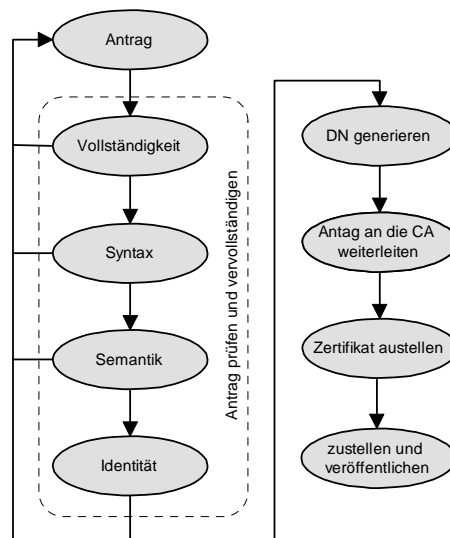 Antrag
Vollständigkeit
Syntax
Semantik
Identität
Antrag prüfen und vervollständigen
DN generieren
Antag an die CA
weiterleiten
Zertifikat austellen
zustellen und
veröffentlichen